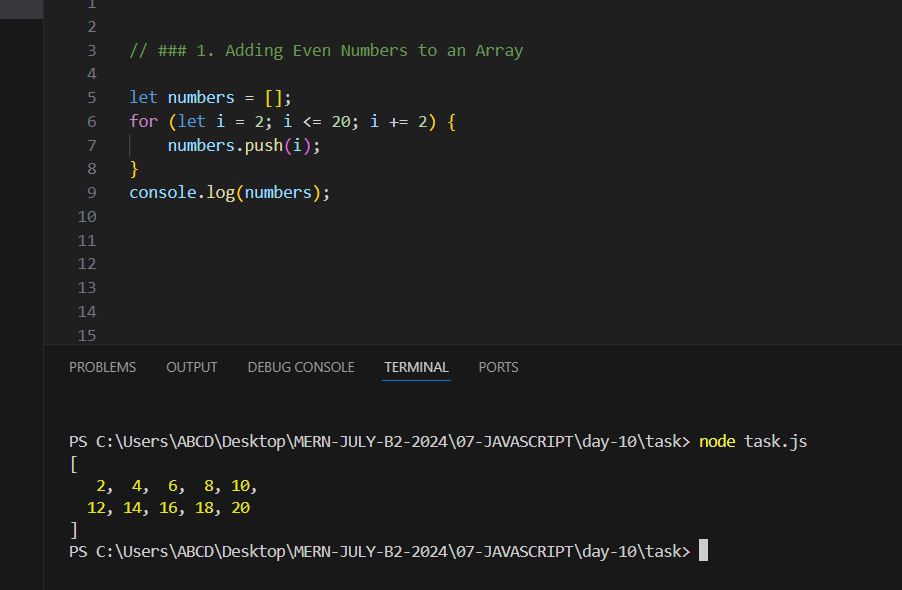 1
2
3 // ### 1. Adding Even Numbers to an Array
4
5 let numbers = [];
6 for (let i = 2; i <= 20; i += 2) {
7     numbers.push(i);
8 }
9 console.log(numbers);
10
11
12
13
14
15
PROBLEMS OUTPUT DEBUG CONSOLE TERMINAL PORTS
PS C:\Users\ABCD\Desktop\MERN-JULY-B2-2024\07-JAVASCRIPT\day-10\task> node task.js
[
   2,  4,  6,  8, 10,
  12, 14, 16, 18, 20
]
PS C:\Users\ABCD\Desktop\MERN-JULY-B2-2024\07-JAVASCRIPT\day-10\task>